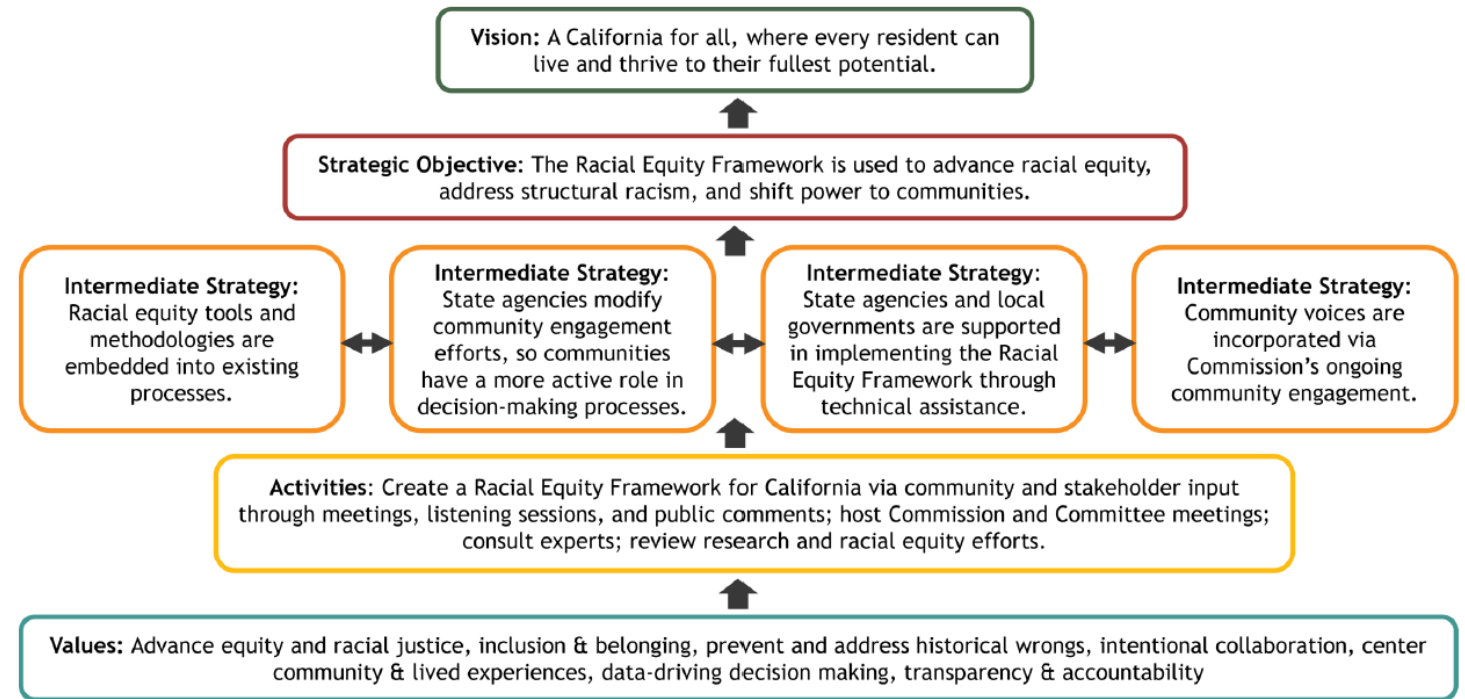 Vision: A California for all, where every resident can
live and thrive to their fullest potential.
Strategic Objective: The Racial Equity Framework is used to advance racial equity,
address structural racism, and shift power to communities.
Intermediate Strategy:
Racial equity tools and
methodologies are
embedded into existing
processes.
Intermediate Strategy:
State agencies modify
community engagement
efforts, so communities
have a more active role in
decision-making processes.
Intermediate Strategy:
State agencies and local
governments are supported
in implementing the Racial
Equity Framework through
technical assistance.
Intermediate Strategy:
Community voices are
incorporated via
Commission's ongoing
community engagement.
Activities: Create a Racial Equity Framework for California via community and stakeholder input
through meetings, listening sessions, and public comments; host Commission and Committee meetings;
consult experts; review research and racial equity efforts.
Values: Advance equity and racial justice, inclusion & belonging, prevent and address historical wrongs, intentional collaboration, center
community & lived experiences, data-driving decision making, transparency & accountability